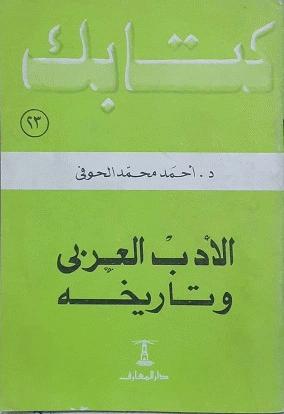 كتابك
٢٣
د. أحمد محمد الحوفى
الأدب العربى
وتاريخه
دار المعارف